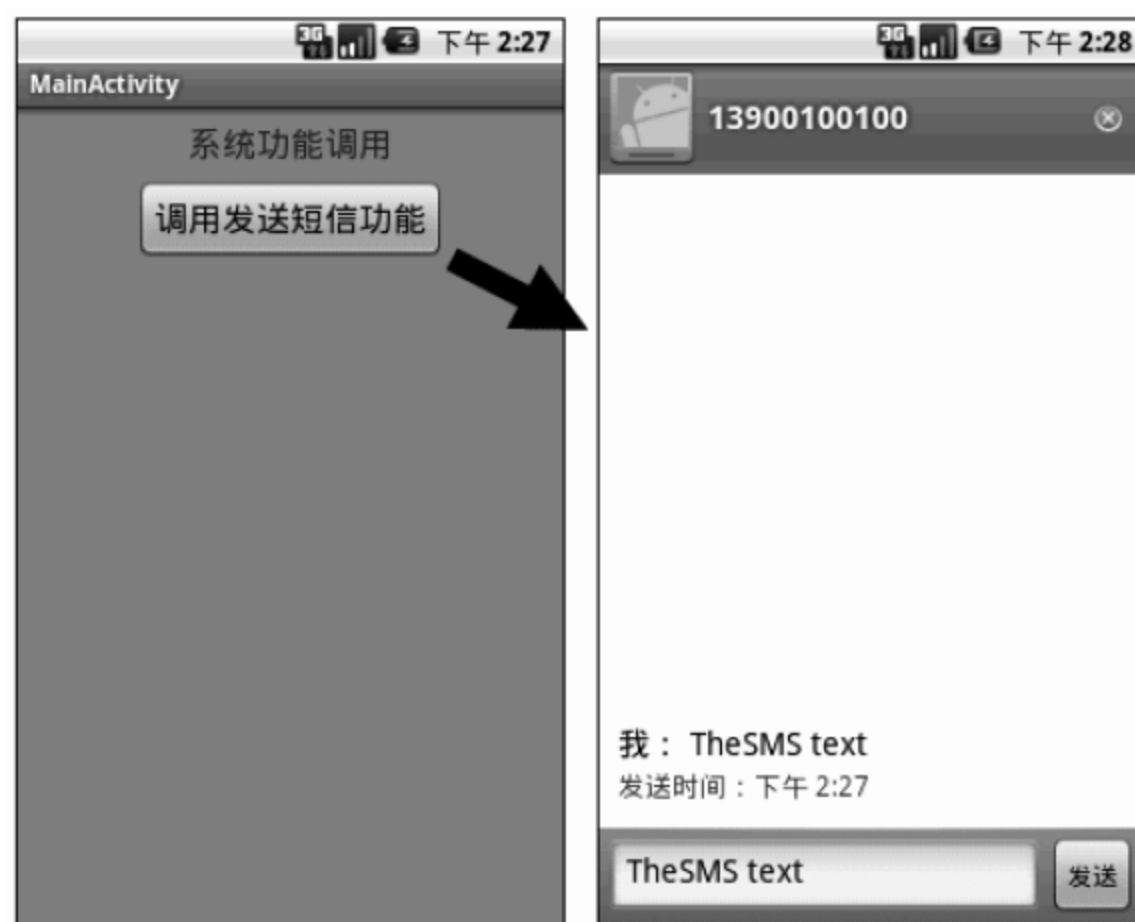 3G 下午 2:27
MainActivity
系统功能调用
调用发送短信功能
3G 下午 2:28
13900100100
我： TheSMS text
发送时间：下午 2:27
TheSMS text
发送